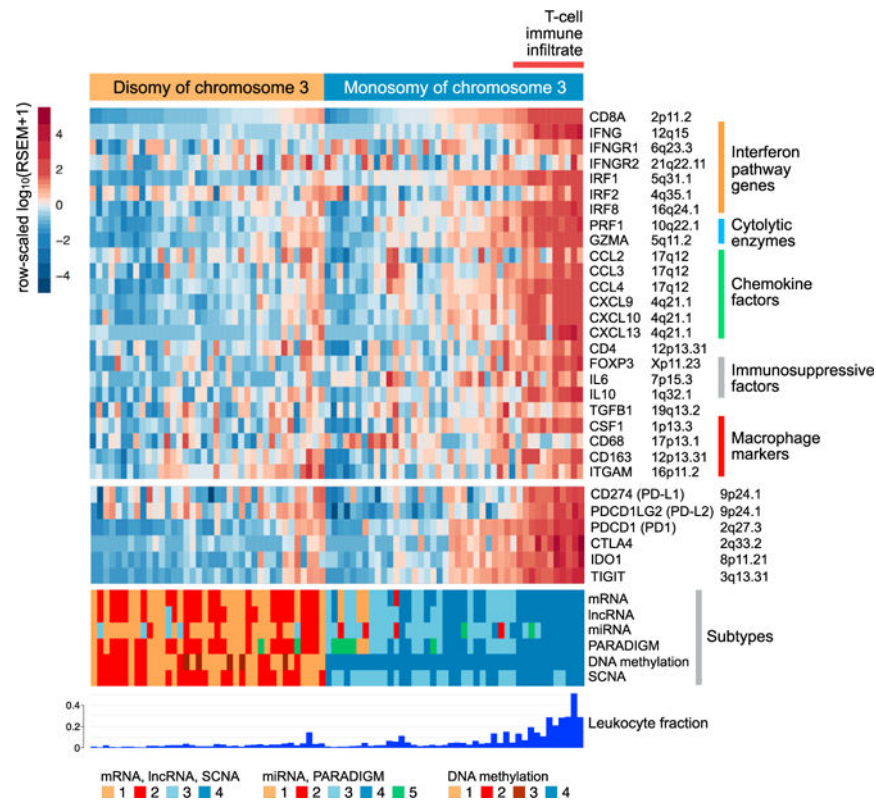 T-cell
immune
infiltrate
Disomy of chromosome 3 Monosomy of chromosome 3
row-scaled log10(RSEM+1)
4
2
0
−2
−4
CD8A 2p11.2
IFNG 12q15
IFNGR1 6q23.3
IFNGR2 21q22.11
IRF1 5q31.1
IRF2 4q35.1
IRF8 16q24.1
Interferon
pathway
genes
PRF1 10q22.1
GZMA 5q11.2
Cytolytic
enzymes
CCL2 17q12
CCL3 17q12
CCL4 17q12
CXCL9 4q21.1
CXCL10 4q21.1
CXCL13 4q21.1
Chemokine
factors
CD4 12p13.31
FOXP3 Xp11.23
IL6 7p15.3
IL10 1q32.1
Immunosuppressive
factors
TGFB1 19q13.2
CSF1 1p13.3
CD68 17p13.1
CD163 12p13.31
ITGAM 16p11.2
Macrophage
markers
CD274 (PD-L1) 9p24.1
PDCD1LG2 (PD-L2) 9p24.1
PDCD1 (PD1) 2q27.3
CTLA4 2q33.2
IDO1 8p11.21
TIGIT 3q13.31
mRNA
lncRNA
miRNA
PARADIGM
DNA methylation
SCNA
Subtypes
0.4
0.2
0
Leukocyte fraction
mRNA, lncRNA, SCNA miRNA, PARADIGM DNA methylation
1 2 3 4 1 2 3 4 5 1 2 3 4